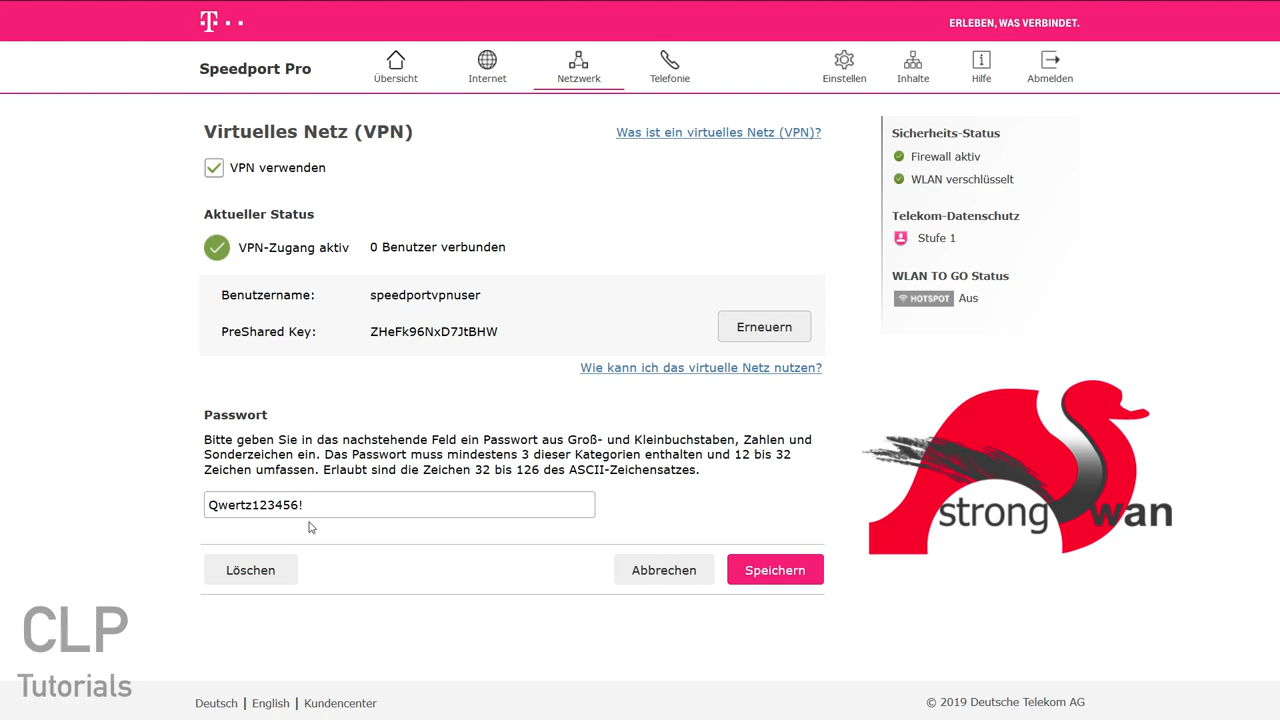 T
ERLEBEN, WAS VERBINDET.
Speedport Pro
Übersicht
Internet
Netzwerk
Telefonie
Einstellen
Inhalte
Hilfe
Abmelden
Virtuelles Netz (VPN)
Was ist ein virtuelles Netz (VPN)?
VPN verwenden
Aktueller Status
VPN-Zugang aktiv 0 Benutzer verbunden
Benutzername: speedportvpnuser
PreShared Key: ZHeFk96NxD7JtBHW
Erneuern
Wie kann ich das virtuelle Netz nutzen?
Passwort
Bitte geben Sie in das nachstehende Feld ein Passwort aus Groß- und Kleinbuchstaben, Zahlen und
Sonderzeichen ein. Das Passwort muss mindestens 3 dieser Kategorien enthalten und 12 bis 32
Zeichen umfassen. Erlaubt sind die Zeichen 32 bis 126 des ASCII-Zeichensatzes.
Qwertz123456!
Löschen
Abbrechen
Speichern
Sicherheits-Status
Firewall aktiv
WLAN verschlüsselt
Telekom-Datenschutz
Stufe 1
WLAN TO GO Status
HOTSPOT Aus
strongSwan
CLP
Tutorials
Deutsch | English | Kundencenter
© 2019 Deutsche Telekom AG